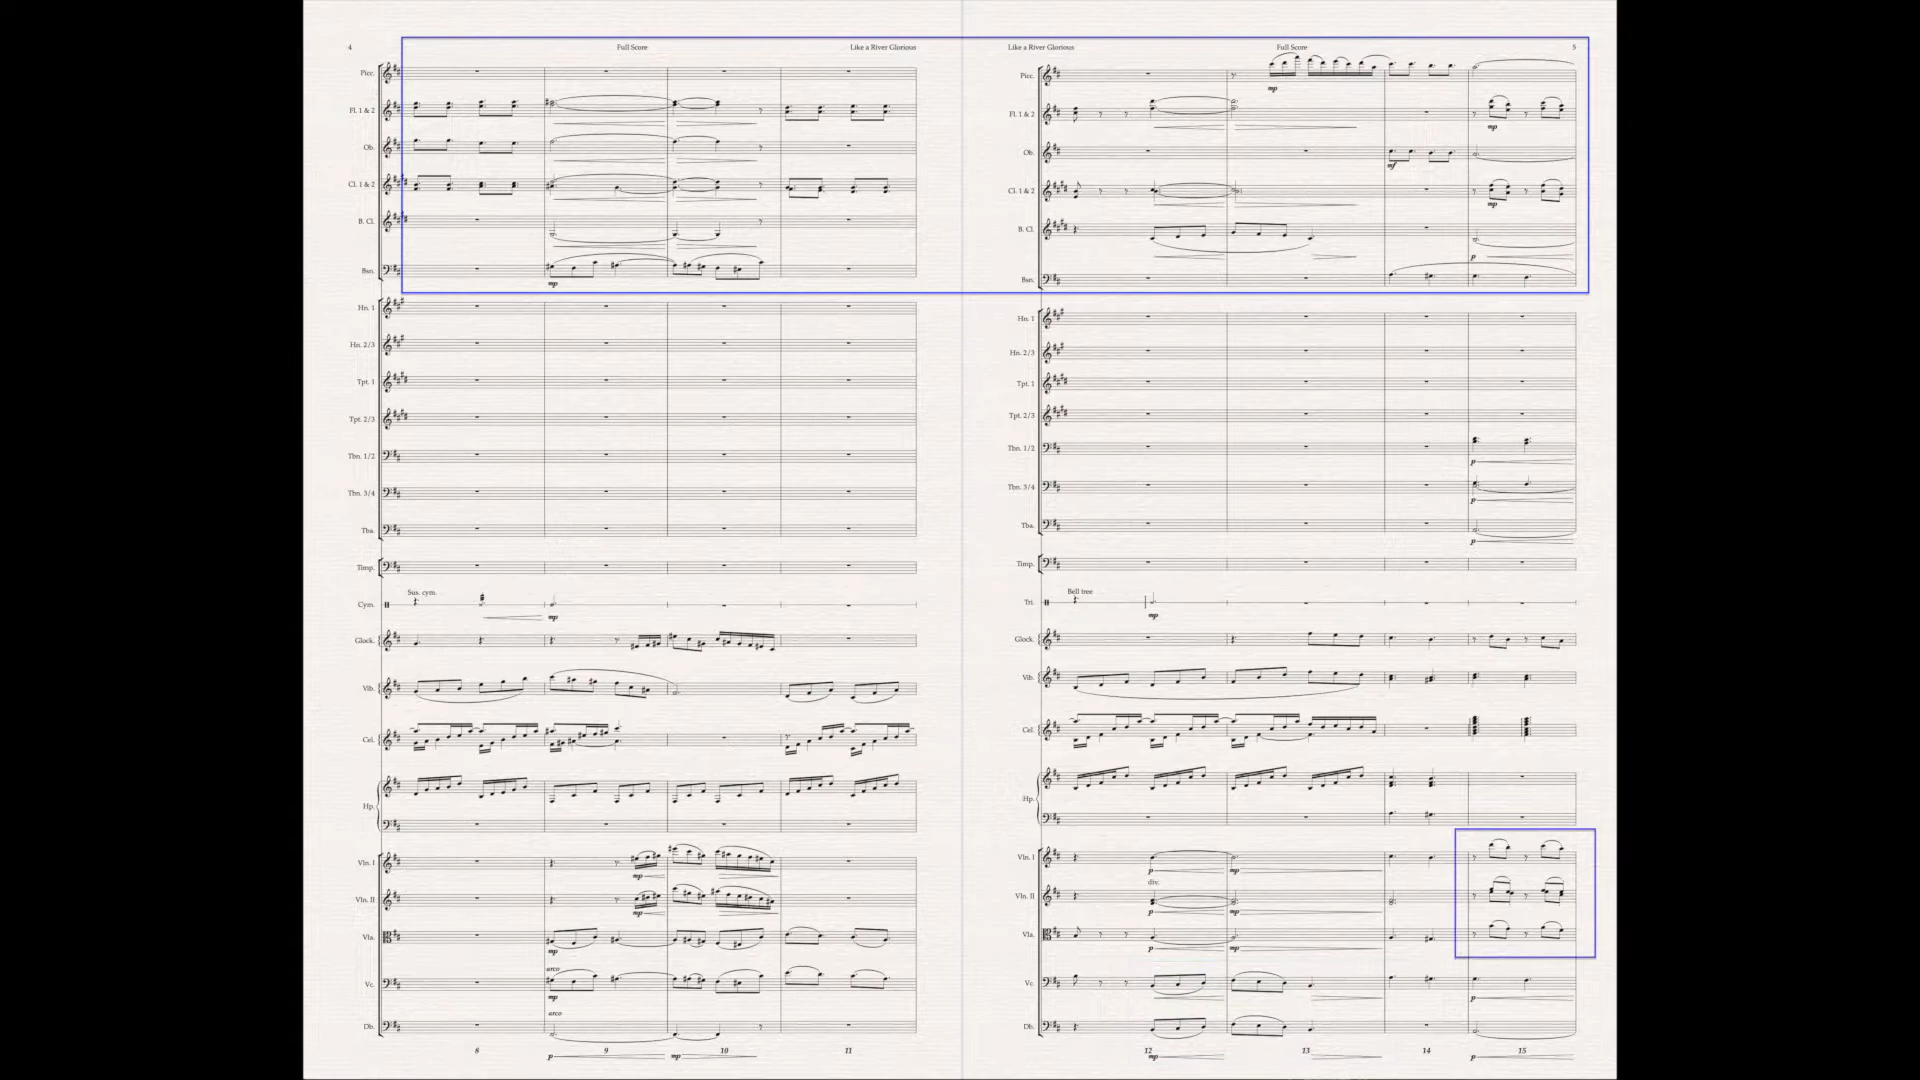 4 Full Score Like a River Glorious
Picc.
Fl. 1 & 2
Ob.
Cl. 1 & 2
B. Cl.
Bsn.
mp
Hn. 1
Hn. 2/3
Tpt. 1
Tpt. 2/3
Tbn. 1/2
Tbn. 3/4
Tba.
Timp.
Sus. cym.
Cym.
mp
Glock.
Vib.
Cel.
Hp.
Vln. I
mp
Vln. II
mp
Vla.
mp
arco
Vc.
mp
arco
Db.
8 9 10 11
p mp
Like a River Glorious Full Score 5
Picc.
mp
Fl. 1 & 2
mp
Ob.
mf
Cl. 1 & 2
mp
B. Cl.
p
Bsn.
Hn. 1
Hn. 2/3
Tpt. 1
Tpt. 2/3
Tbn. 1/2
p
Tbn. 3/4
p
Tba.
p
Timp.
Bell tree
Tri.
mp
Glock.
Vib.
Cel.
Hp.
Vln. I
p mp
div.
Vln. II
p mp
Vla.
p mp
Vc.
p
Db.
12 13 14 15
mp p